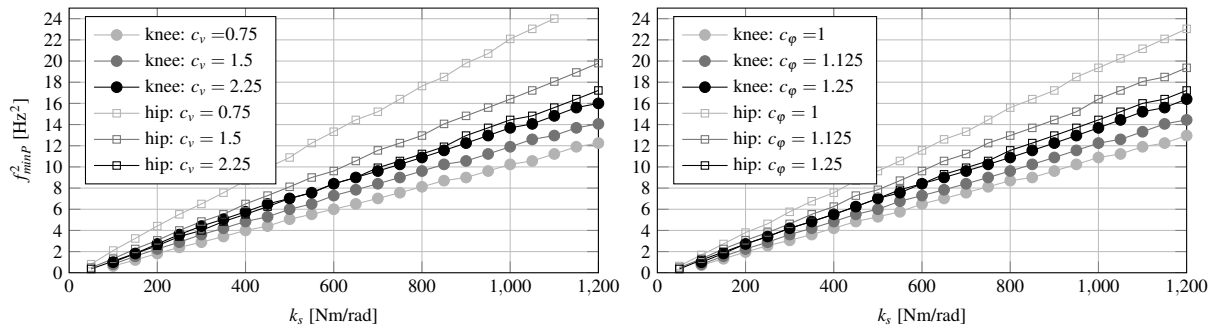 24
22
20
18
16
14
12
10
8
6
4
2
0
f²minP [Hz²]
knee: cᵥ =0.75
knee: cᵥ =1.5
knee: cᵥ =2.25
hip: cᵥ =0.75
hip: cᵥ =1.5
hip: cᵥ =2.25
0 200 400 600 800 1,000 1,200
kₛ [Nm/rad]
24
22
20
18
16
14
12
10
8
6
4
2
0
knee: cφ =1
knee: cφ =1.125
knee: cφ =1.25
hip: cφ =1
hip: cφ =1.125
hip: cφ =1.25
0 200 400 600 800 1,000 1,200
kₛ [Nm/rad]